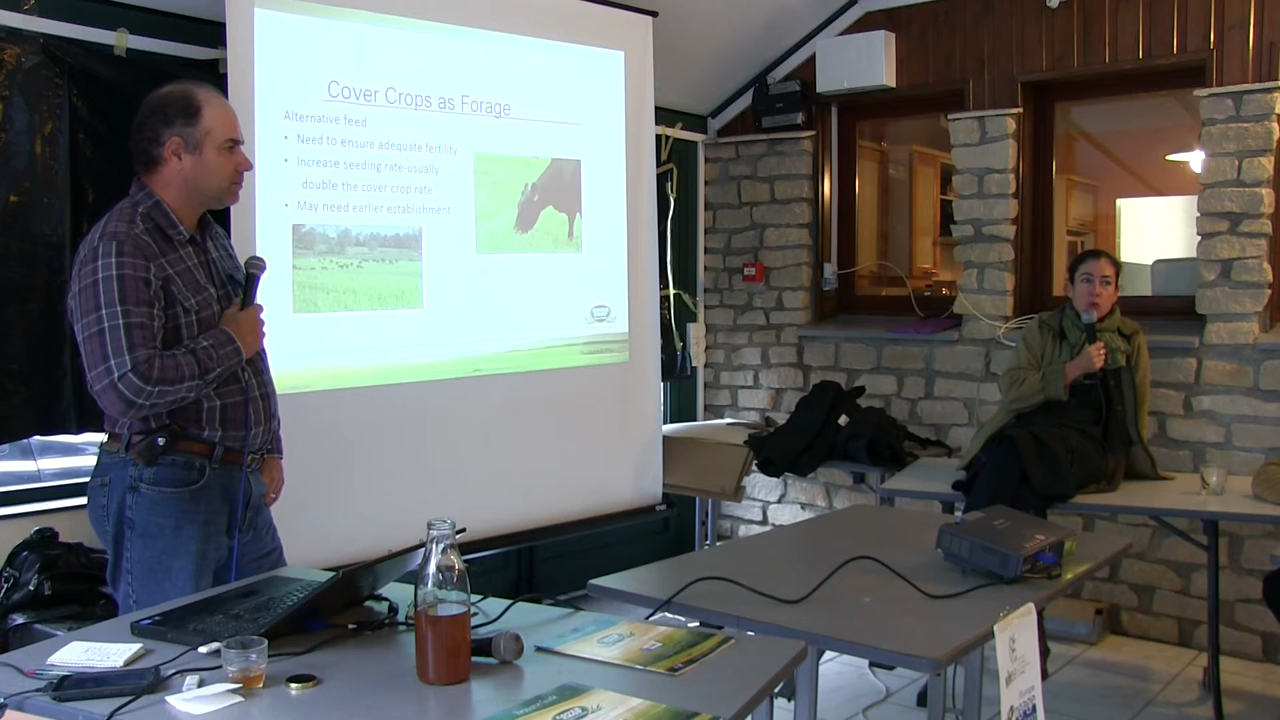 Cover Crops as Forage
Alternative feed
• Need to ensure adequate fertility
• Increase seeding rate-usually
double the cover crop rate
• May need earlier establishment